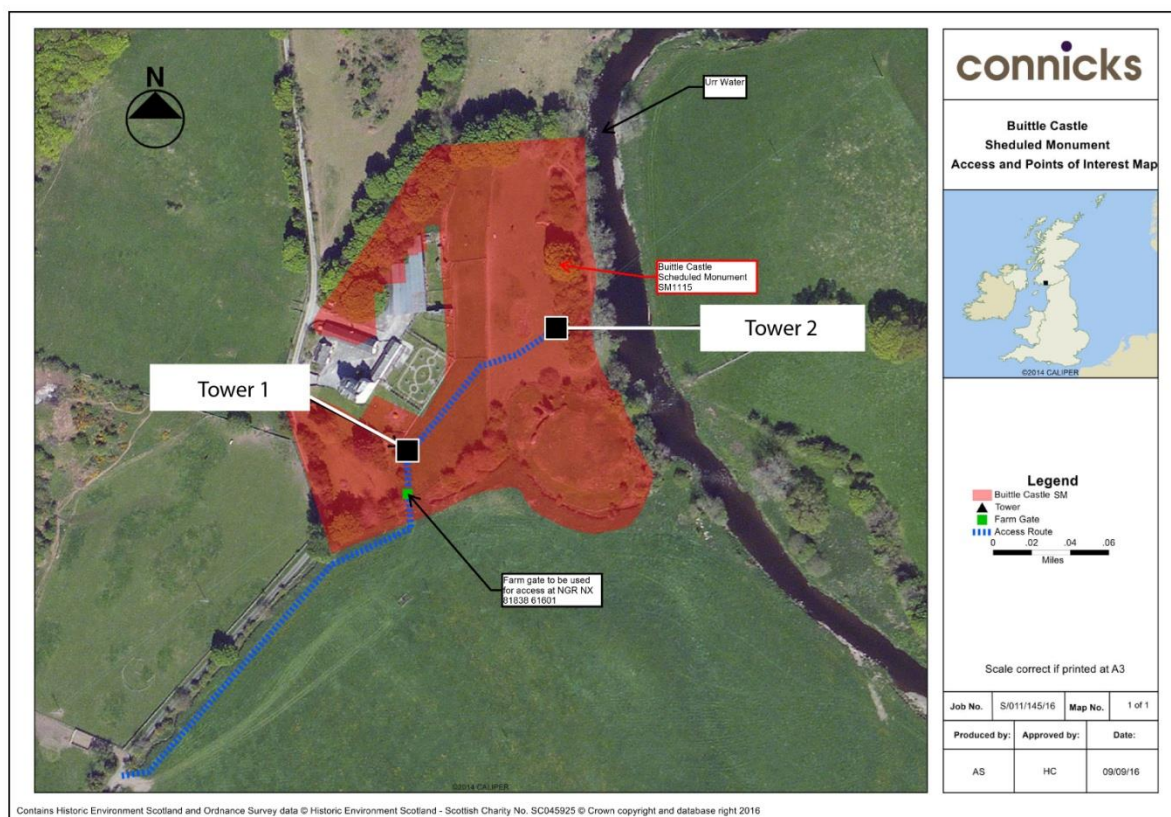 N
Urr Water
Buittle Castle
Scheduled Monument
SM1115
Tower 2
Tower 1
Farm gate to be used
for access at NGR NX
81838 61601
©2014 CALIPER
connicks
Buittle Castle
Sheduled Monument
Access and Points of Interest Map
©2014 CALIPER
Legend
Buittle Castle SM
Tower
Farm Gate
Access Route
0 .02 .04 .06
Miles
Scale correct if printed at A3
Job No. S/011/145/16 Map No. 1 of 1
Produced by: Approved by: Date:
AS HC 09/09/16
Contains Historic Environment Scotland and Ordnance Survey data © Historic Environment Scotland - Scottish Charity No. SC045925 © Crown copyright and database right 2016